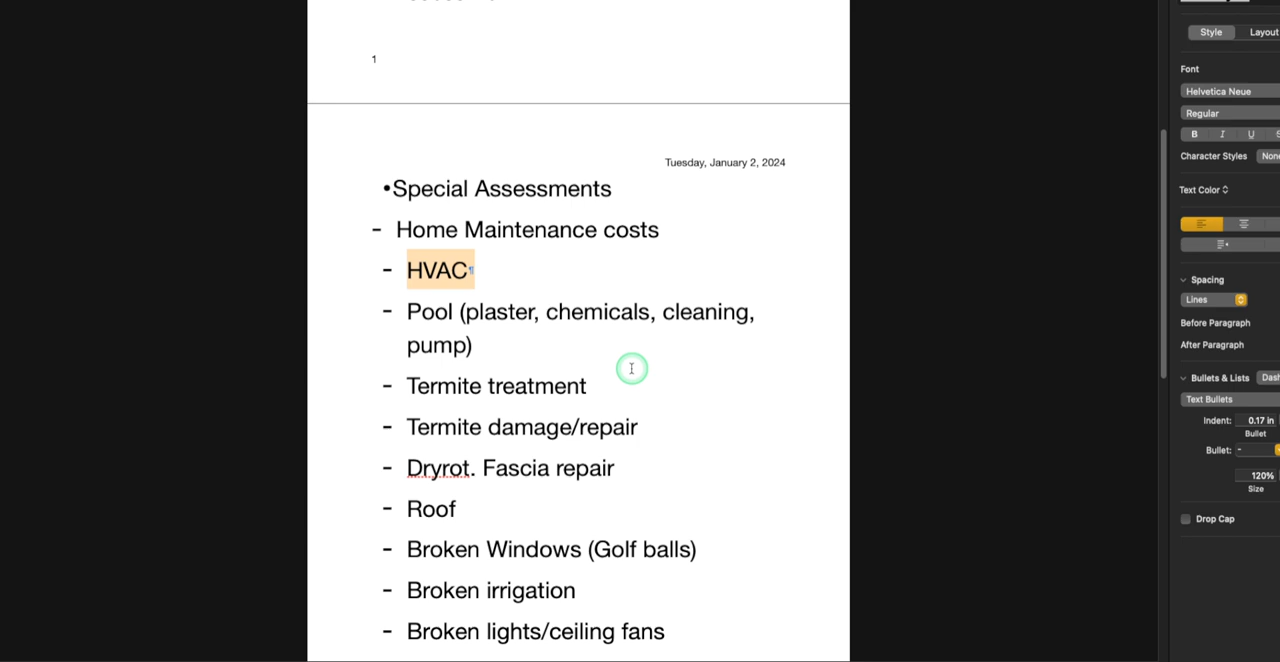 1
Tuesday, January 2, 2024
•Special Assessments
- Home Maintenance costs
- HVAC
- Pool (plaster, chemicals, cleaning,
pump)
- Termite treatment
- Termite damage/repair
- Dryrot. Fascia repair
- Roof
- Broken Windows (Golf balls)
- Broken irrigation
- Broken lights/ceiling fans
Style Layout
Font
Helvetica Neue
Regular
B I U S
Character Styles
Text Color
Spacing
Lines
Before Paragraph
After Paragraph
Bullets & Lists
Text Bullets
Indent: 0.17 in
Bullet
Bullet: -
120%
Size
Drop Cap